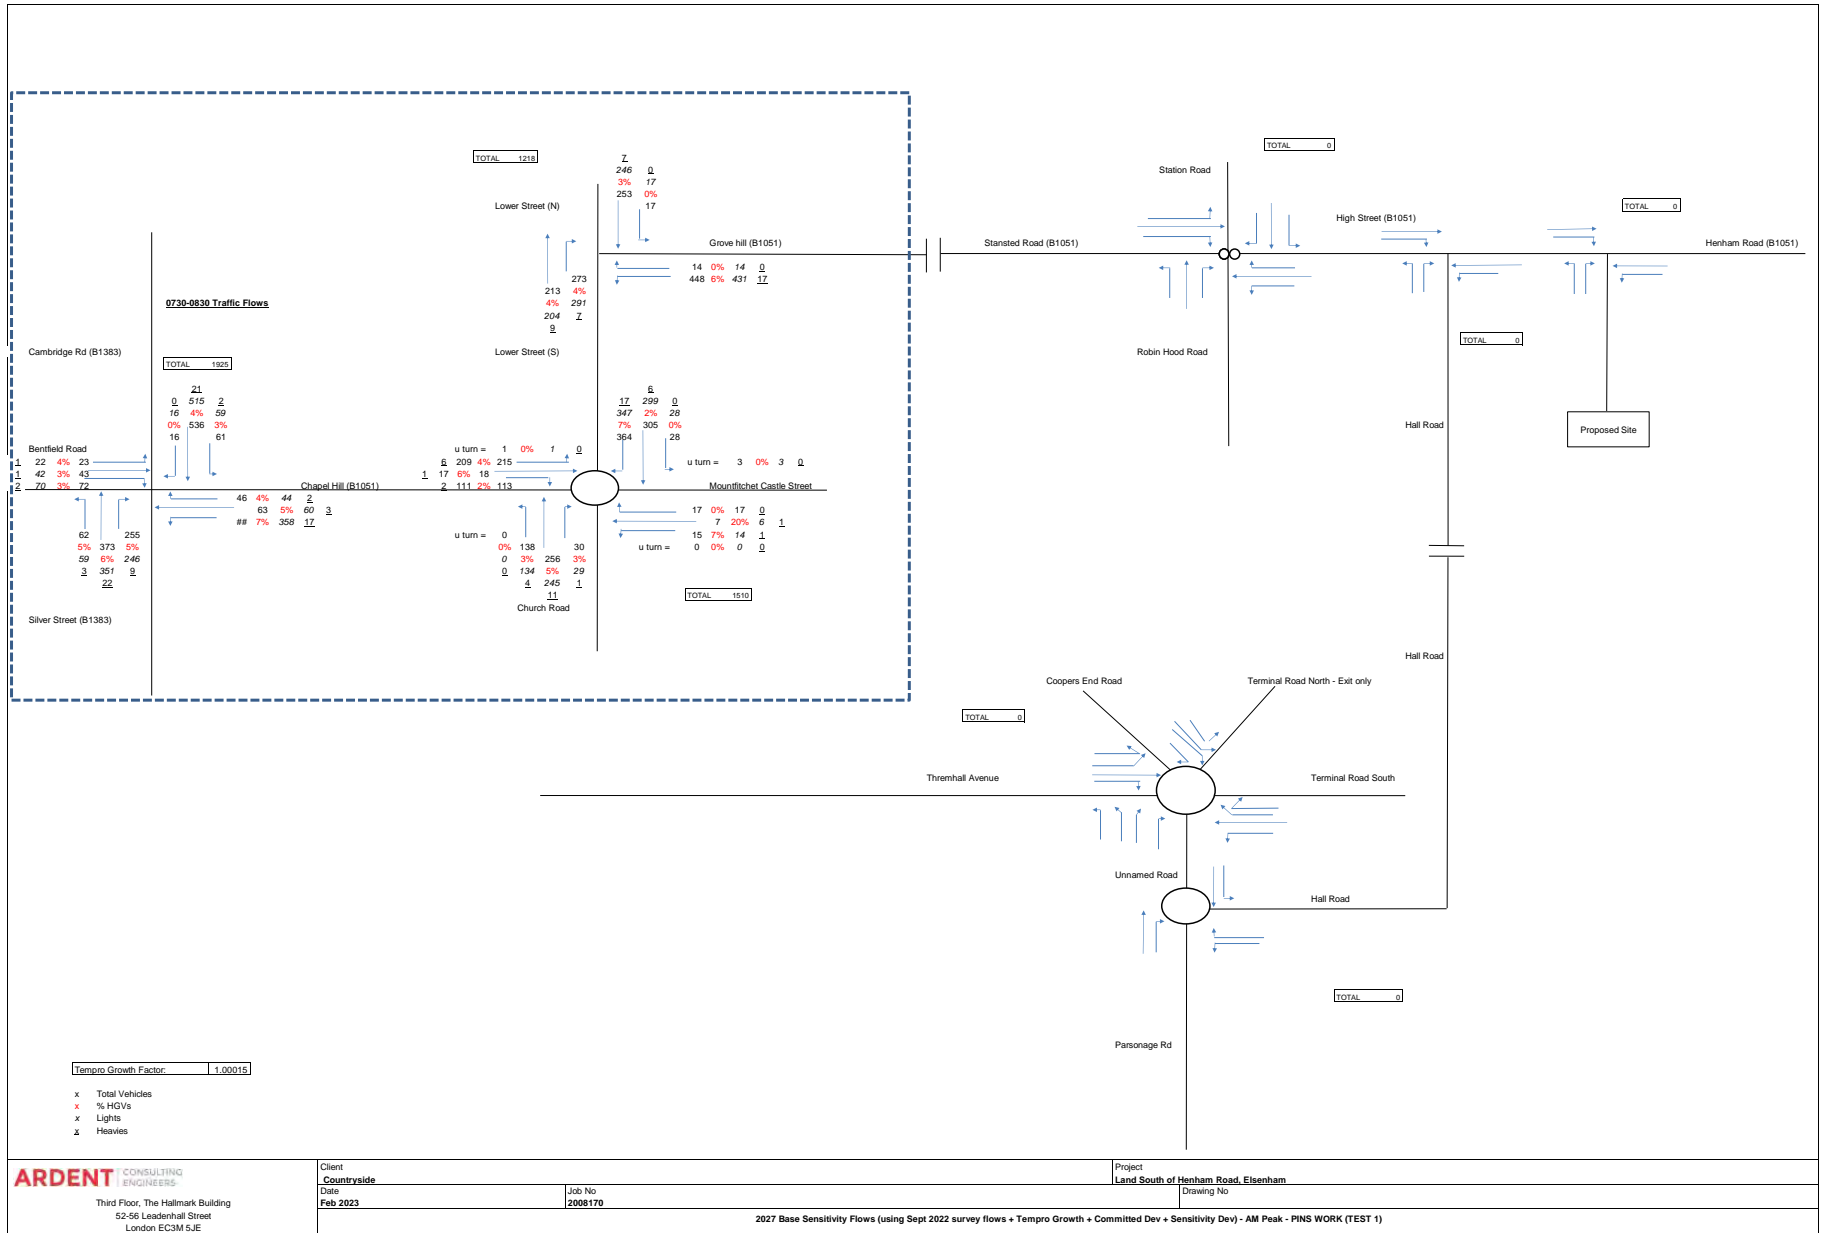 TOTAL 1218
7
246 0
3% 17
253 0%
17
Lower Street (N)
Grove hill (B1051)
14 0% 14 0
448 6% 431 17
273
213 4%
4% 291
204 7
9
Lower Street (S)
0730-0830 Traffic Flows
Cambridge Rd (B1383)
TOTAL 1925
21
0 515 2
16 4% 59
0% 536 3%
16 61
Bentfield Road
1 22 4% 23
1 42 3% 43
2 70 3% 72
Chapel Hill (B1051)
46 4% 44 2
63 5% 60 3
## 7% 358 17
62 255
5% 373 5%
59 6% 246
3 351 9
22
Silver Street (B1383)
6
17 299 0
347 2% 28
7% 305 0%
364 28
u turn = 1 0% 1 0
6 209 4% 215
1 17 6% 18
2 111 2% 113
u turn = 3 0% 3 0
Mountfitchet Castle Street
17 0% 17 0
7 20% 6 1
15 7% 14 1
u turn = 0 0% 0 0
u turn = 0
0% 138 30
0 3% 256 3%
0 134 5% 29
4 245 1
11
Church Road
TOTAL 1510
TOTAL 0
Station Road
Stansted Road (B1051)
High Street (B1051)
TOTAL 0
Henham Road (B1051)
Robin Hood Road
TOTAL 0
Hall Road
Proposed Site
Hall Road
Coopers End Road
Terminal Road North - Exit only
TOTAL 0
Thremhall Avenue
Terminal Road South
Unnamed Road
Hall Road
TOTAL 0
Parsonage Rd
Tempro Growth Factor: 1.00015
x Total Vehicles
x % HGVs
x Lights
x Heavies
ARDENT CONSULTING ENGINEERS
Third Floor, The Hallmark Building
52-56 Leadenhall Street
London EC3M 5JE
Client
Countryside
Project
Land South of Henham Road, Elsenham
Date
Feb 2023
Job No
2008170
Drawing No
2027 Base Sensitivity Flows (using Sept 2022 survey flows + Tempro Growth + Committed Dev + Sensitivity Dev) - AM Peak - PINS WORK (TEST 1)